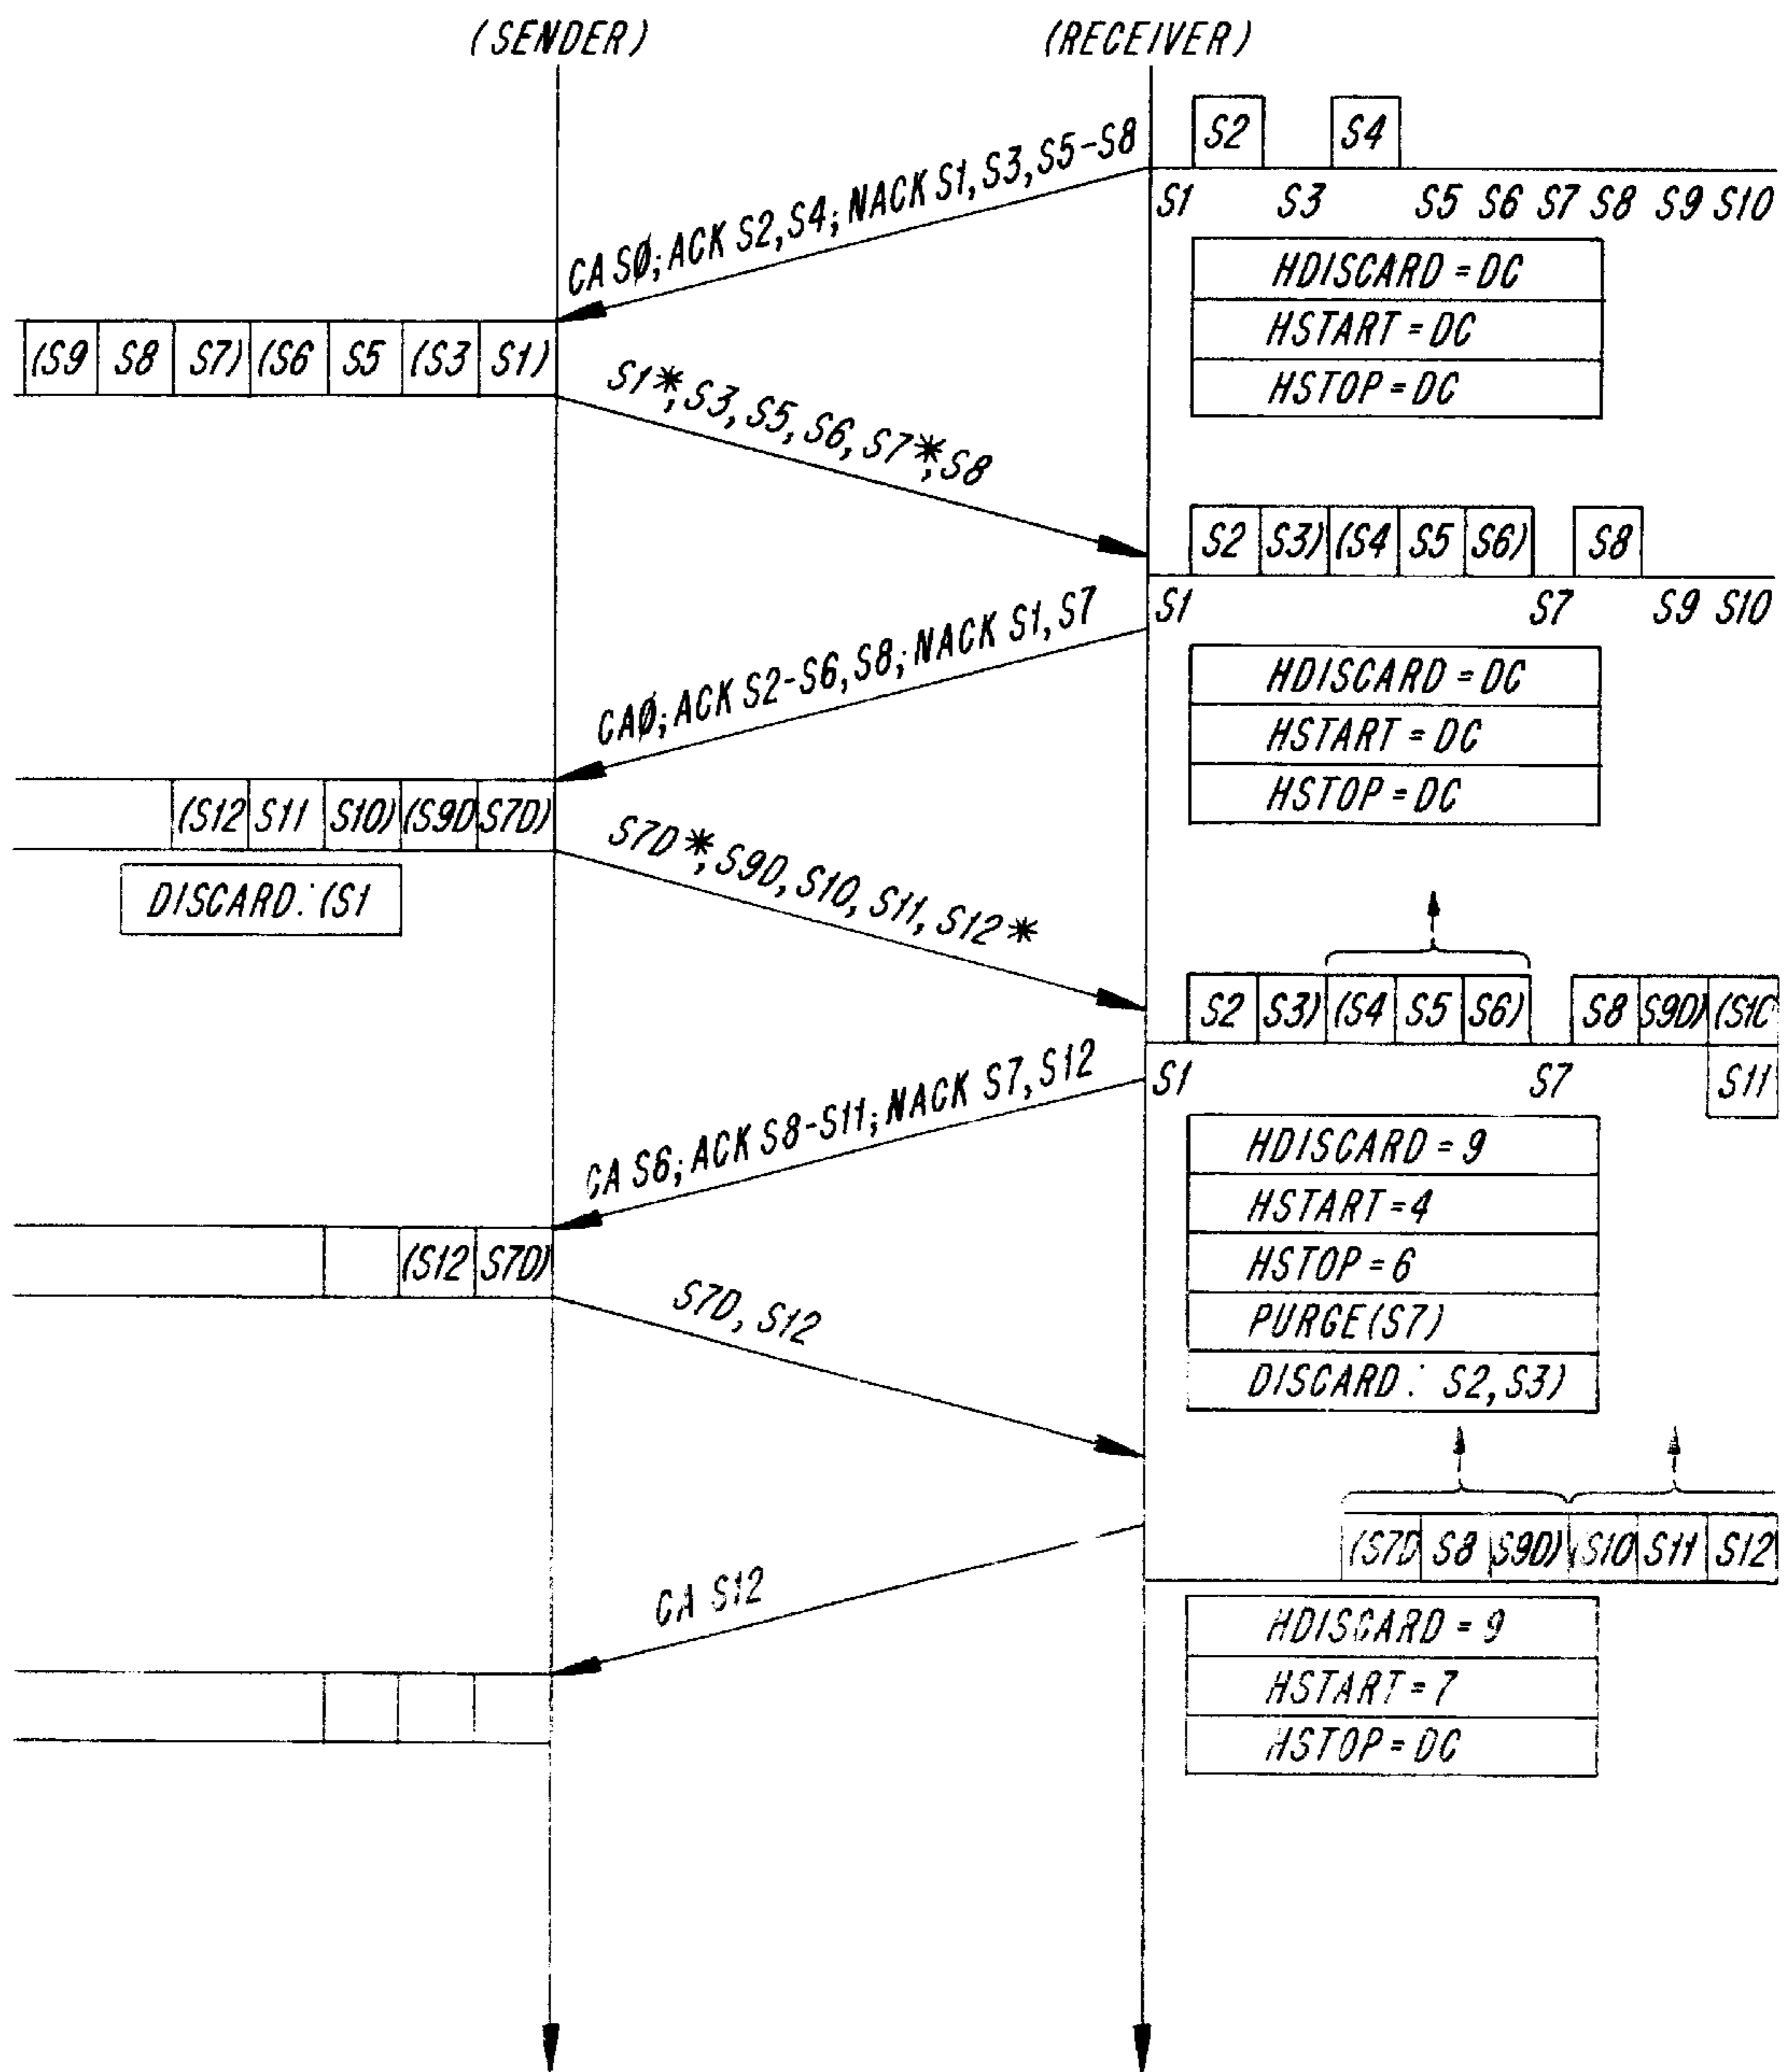 (SENDER)
(RECEIVER)
S2
S4
S1 S3 S5 S6 S7 S8 S9 S10
CA SØ; ACK S2, S4; NACK S1, S3, S5-S8
HDISCARD = DC
HSTART = DC
HSTOP = DC
(S9 S8 S7) (S6 S5 (S3 S1)
S1*, S3, S5, S6, S7*, S8
S2 S3) (S4 S5 S6) S8
S1 S7 S9 S10
CAØ; ACK S2-S6, S8; NACK S1, S7
HDISCARD = DC
HSTART = DC
HSTOP = DC
(S12 S11 S10) (S9D S7D)
DISCARD: (S1
S7D*, S9D, S10, S11, S12*
S2 S3) (S4 S5 S6) S8 S9D) (S1C
S1 S7 S11
CA S6; ACK S8-S11; NACK S7, S12
HDISCARD = 9
HSTART = 4
HSTOP = 6
PURGE (S7)
DISCARD: S2, S3)
(S12 S7D)
S7D, S12
(S7D S8 S9D) (S10 S11 S12
CA S12
HDISCARD = 9
HSTART = 7
HSTOP = DC